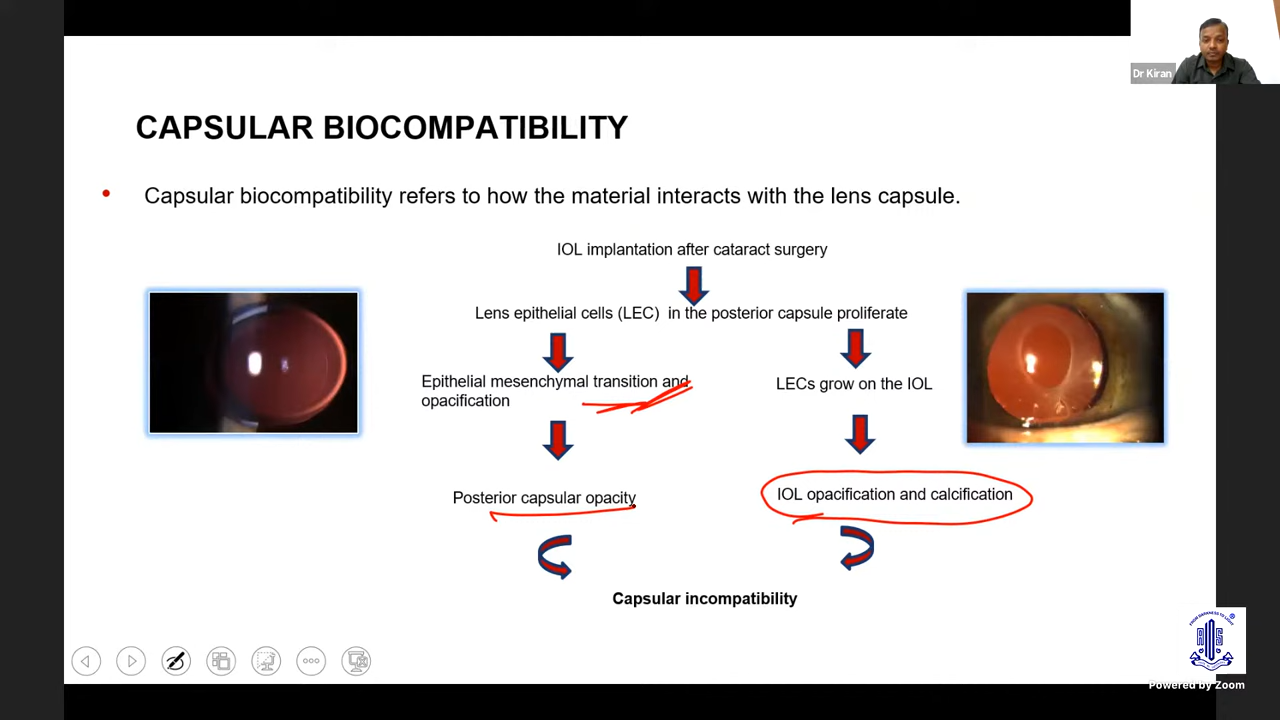 Dr Kiran
CAPSULAR BIOCOMPATIBILITY
• Capsular biocompatibility refers to how the material interacts with the lens capsule.
IOL implantation after cataract surgery
Lens epithelial cells (LEC) in the posterior capsule proliferate
Epithelial mesenchymal transition and
opacification
LECs grow on the IOL
Posterior capsular opacity
IOL opacification and calcification
Capsular incompatibility
Powered by Zoom